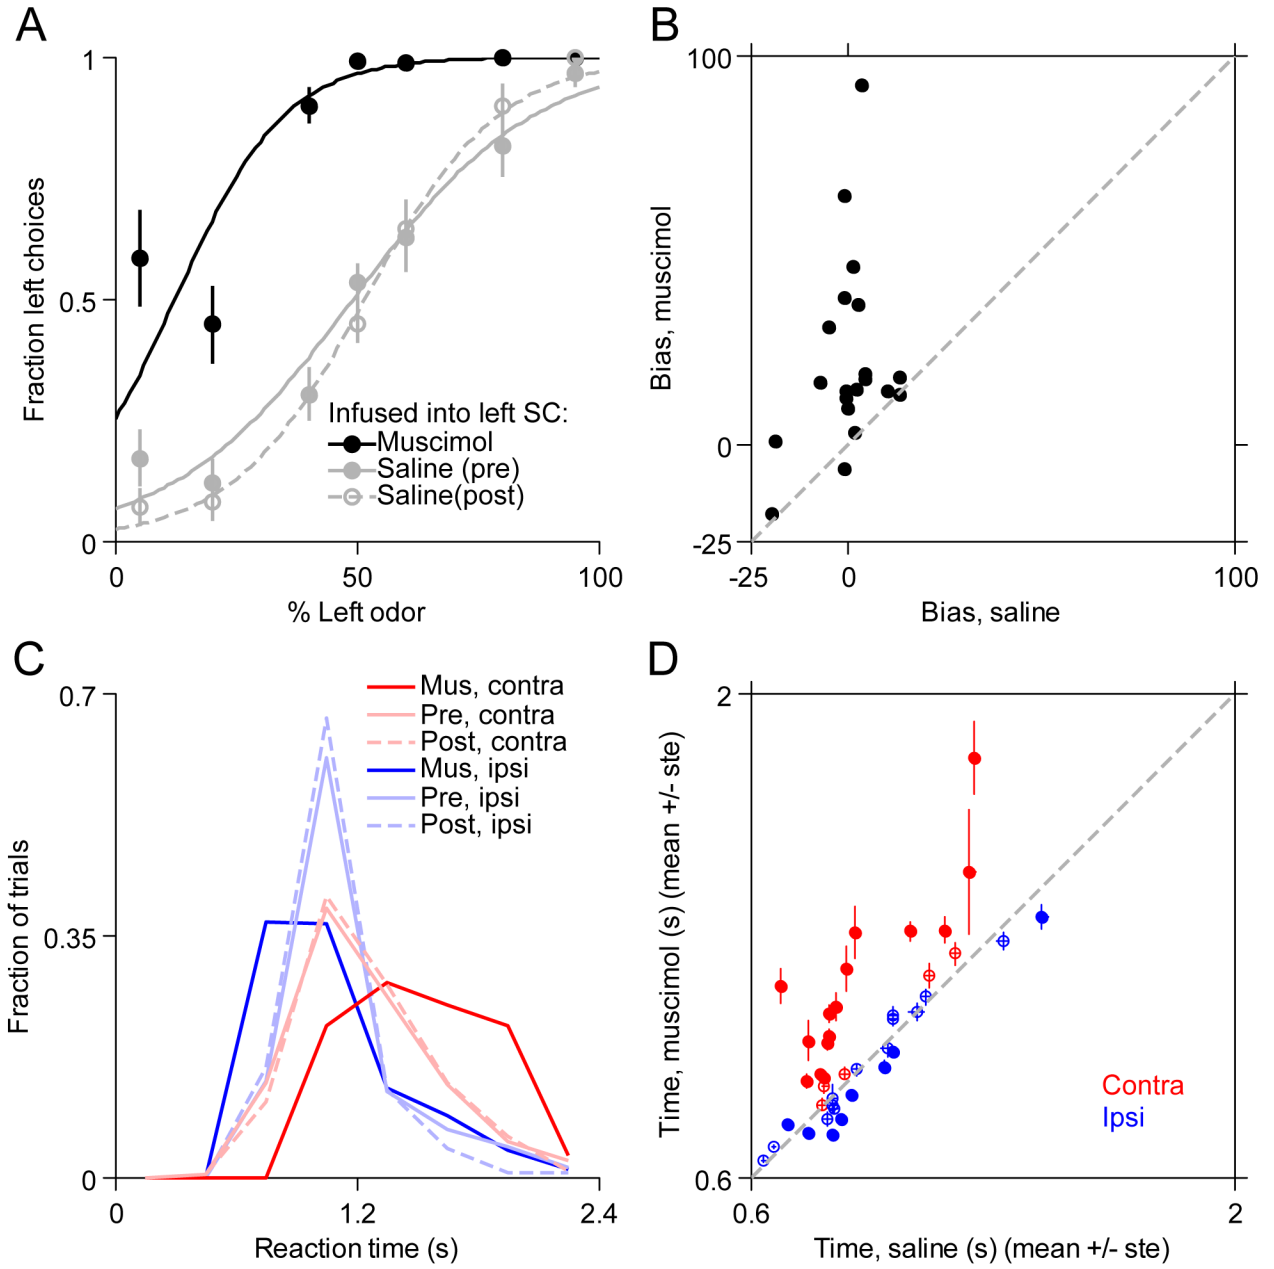 A
1
0.5
0
Fraction left choices
Infused into left SC:
Muscimol
Saline (pre)
Saline(post)
0
50
100
% Left odor
B
100
0
-25
Bias, muscimol
-25
0
100
Bias, saline
C
0.7
0.35
0
Fraction of trials
Mus, contra
Pre, contra
Post, contra
Mus, ipsi
Pre, ipsi
Post, ipsi
0
1.2
2.4
Reaction time (s)
D
2
0.6
Time, muscimol (s) (mean +/- ste)
Contra
Ipsi
0.6
2
Time, saline (s) (mean +/- ste)